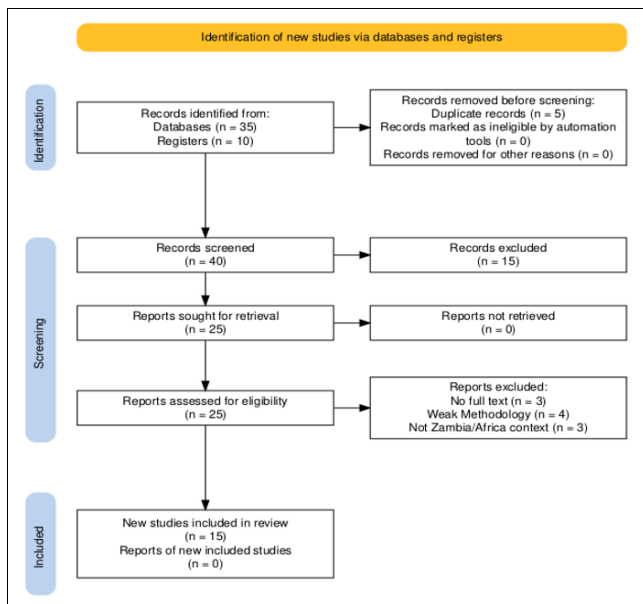 Identification of new studies via databases and registers
Identification
Records identified from:
Databases (n = 35)
Registers (n = 10)
Records removed before screening:
Duplicate records (n = 5)
Records marked as ineligible by automation
tools (n = 0)
Records removed for other reasons (n = 0)
Screening
Records screened
(n = 40)
Records excluded
(n = 15)
Reports sought for retrieval
(n = 25)
Reports not retrieved
(n = 0)
Reports assessed for eligibility
(n = 25)
Reports excluded:
No full text (n = 3)
Weak Methodology (n = 4)
Not Zambia/Africa context (n = 3)
Included
New studies included in review
(n = 15)
Reports of new included studies
(n = 0)